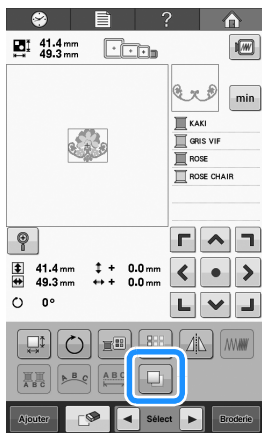 ?
41.4 mm
49.3 mm
min
KAKI
GRIS VIF
ROSE
ROSE CHAIR
41.4 mm + 0.0 mm
49.3 mm + 0.0 mm
0°
A B C
A B C
A B C
Ajouter
Sélect
Broderie